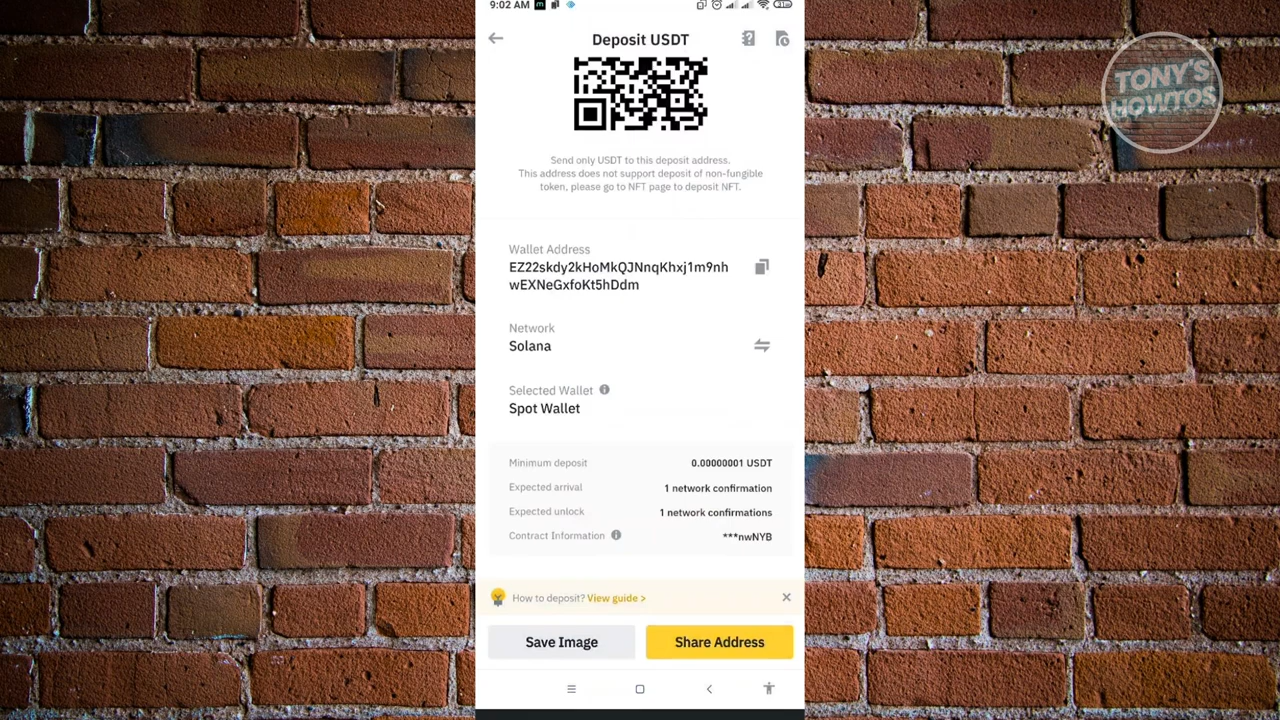 9:02 AM
Deposit USDT
TONY'S
HOWTOS
Send only USDT to this deposit address.
This address does not support deposit of non-fungible
token, please go to NFT page to deposit NFT.
Wallet Address
EZ22skdy2kHoMkQJNnqKhxj1m9nh
wEXNeGxfoKt5hDdm
Network
Solana
Selected Wallet
Spot Wallet
Minimum deposit 0.00000001 USDT
Expected arrival 1 network confirmation
Expected unlock 1 network confirmations
Contract Information ***nwNYB
How to deposit? View guide >
Save Image
Share Address